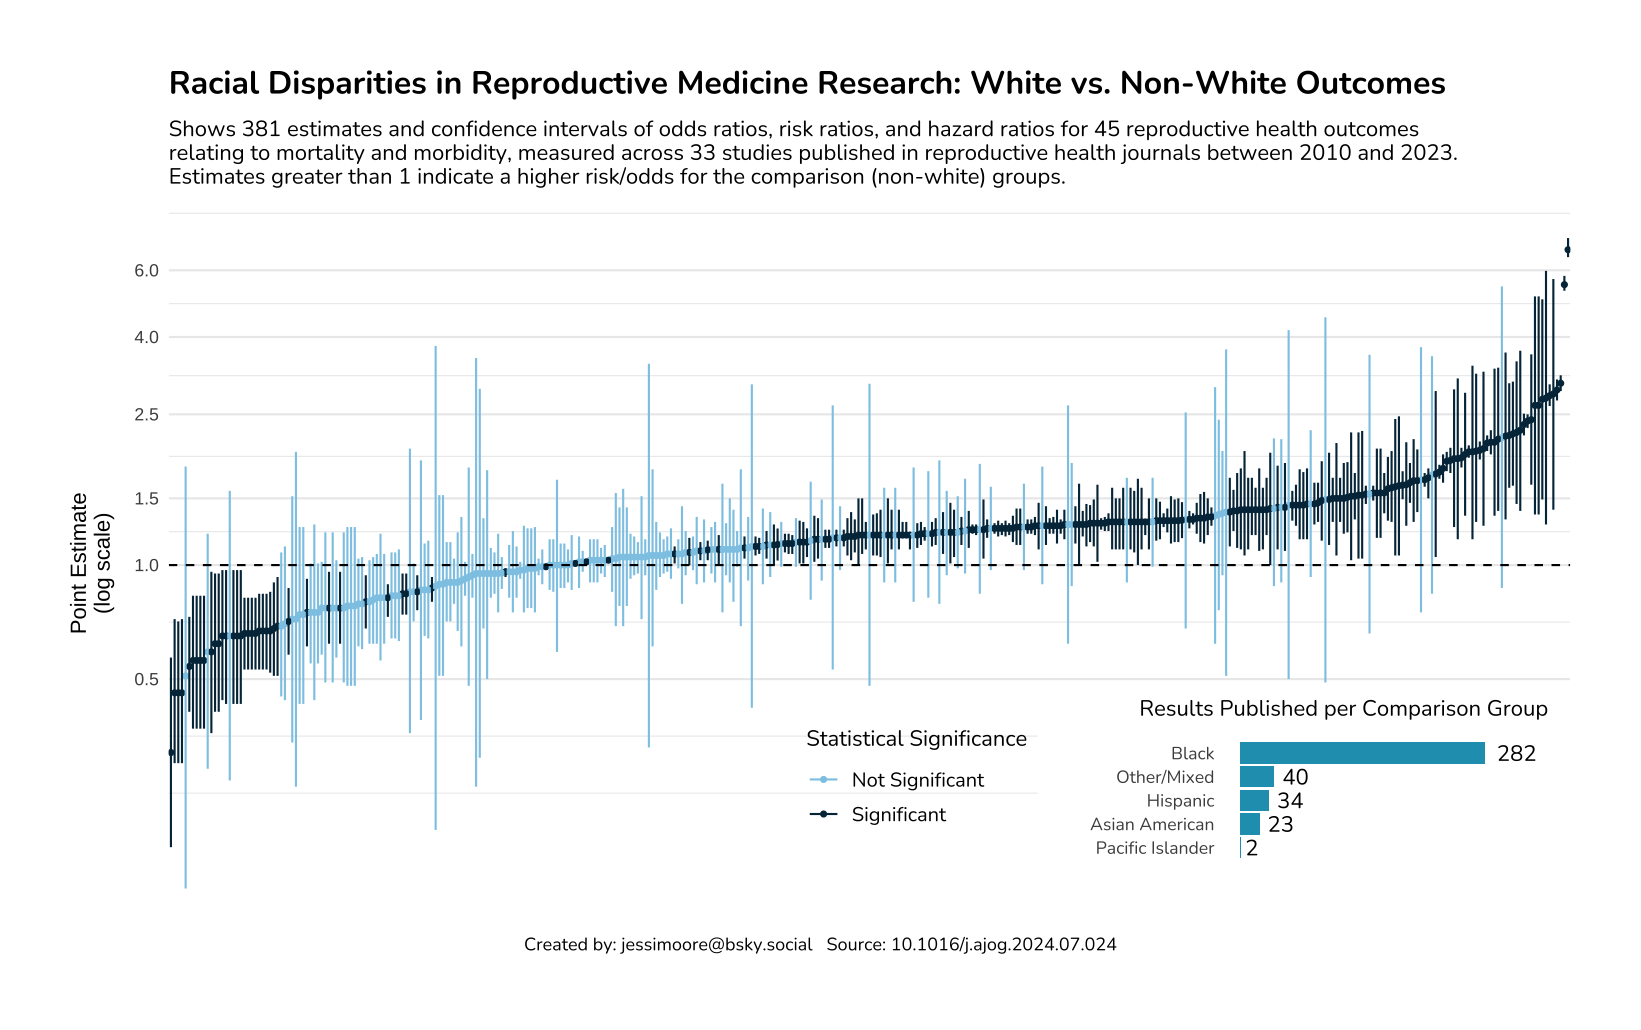 Racial Disparities in Reproductive Medicine Research: White vs. Non-White Outcomes
Shows 381 estimates and confidence intervals of odds ratios, risk ratios, and hazard ratios for 45 reproductive health outcomes
relating to mortality and morbidity, measured across 33 studies published in reproductive health journals between 2010 and 2023.
Estimates greater than 1 indicate a higher risk/odds for the comparison (non-white) groups.
6.0
4.0
2.5
1.5
1.0
0.5
Point Estimate
(log scale)
Statistical Significance
Not Significant
Significant
Results Published per Comparison Group
Black 282
Other/Mixed 40
Hispanic 34
Asian American 23
Pacific Islander 2
Created by: jessimoore@bsky.social Source: 10.1016/j.ajog.2024.07.024